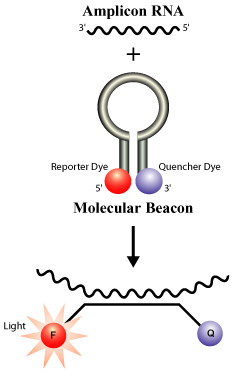 Amplicon RNA
3' 5'
+
Reporter Dye Quencher Dye
5' 3'
Molecular Beacon
Light
F Q